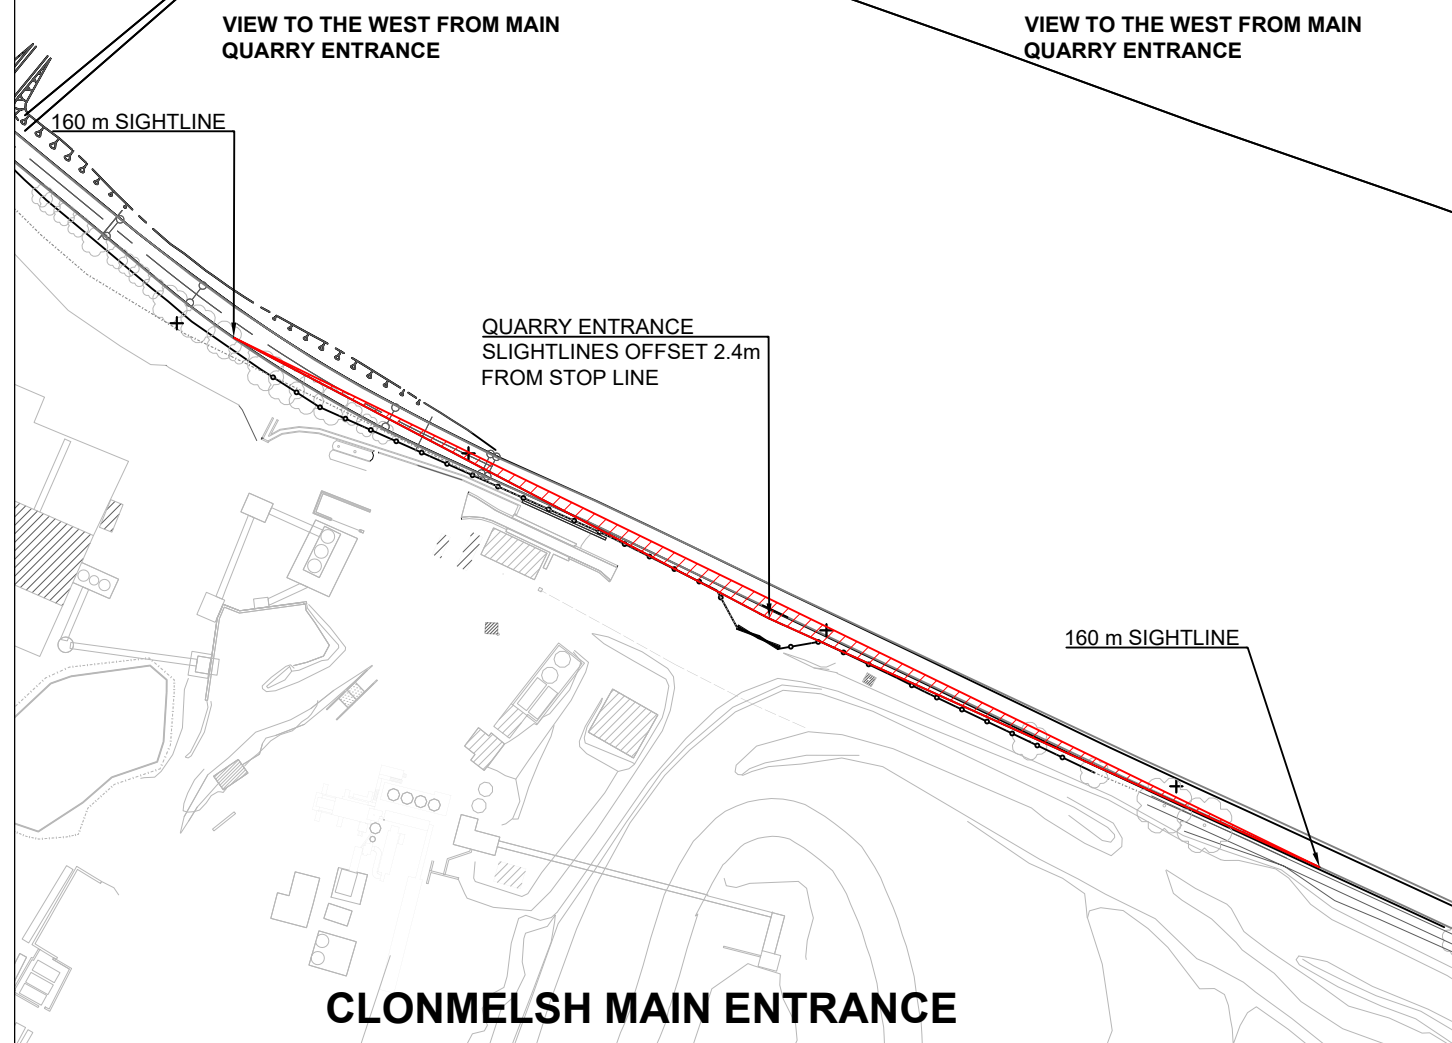 VIEW TO THE WEST FROM MAIN
QUARRY ENTRANCE
VIEW TO THE WEST FROM MAIN
QUARRY ENTRANCE
160 m SIGHTLINE
QUARRY ENTRANCE
SLIGHTLINES OFFSET 2.4m
FROM STOP LINE
160 m SIGHTLINE
CLONMELSH MAIN ENTRANCE